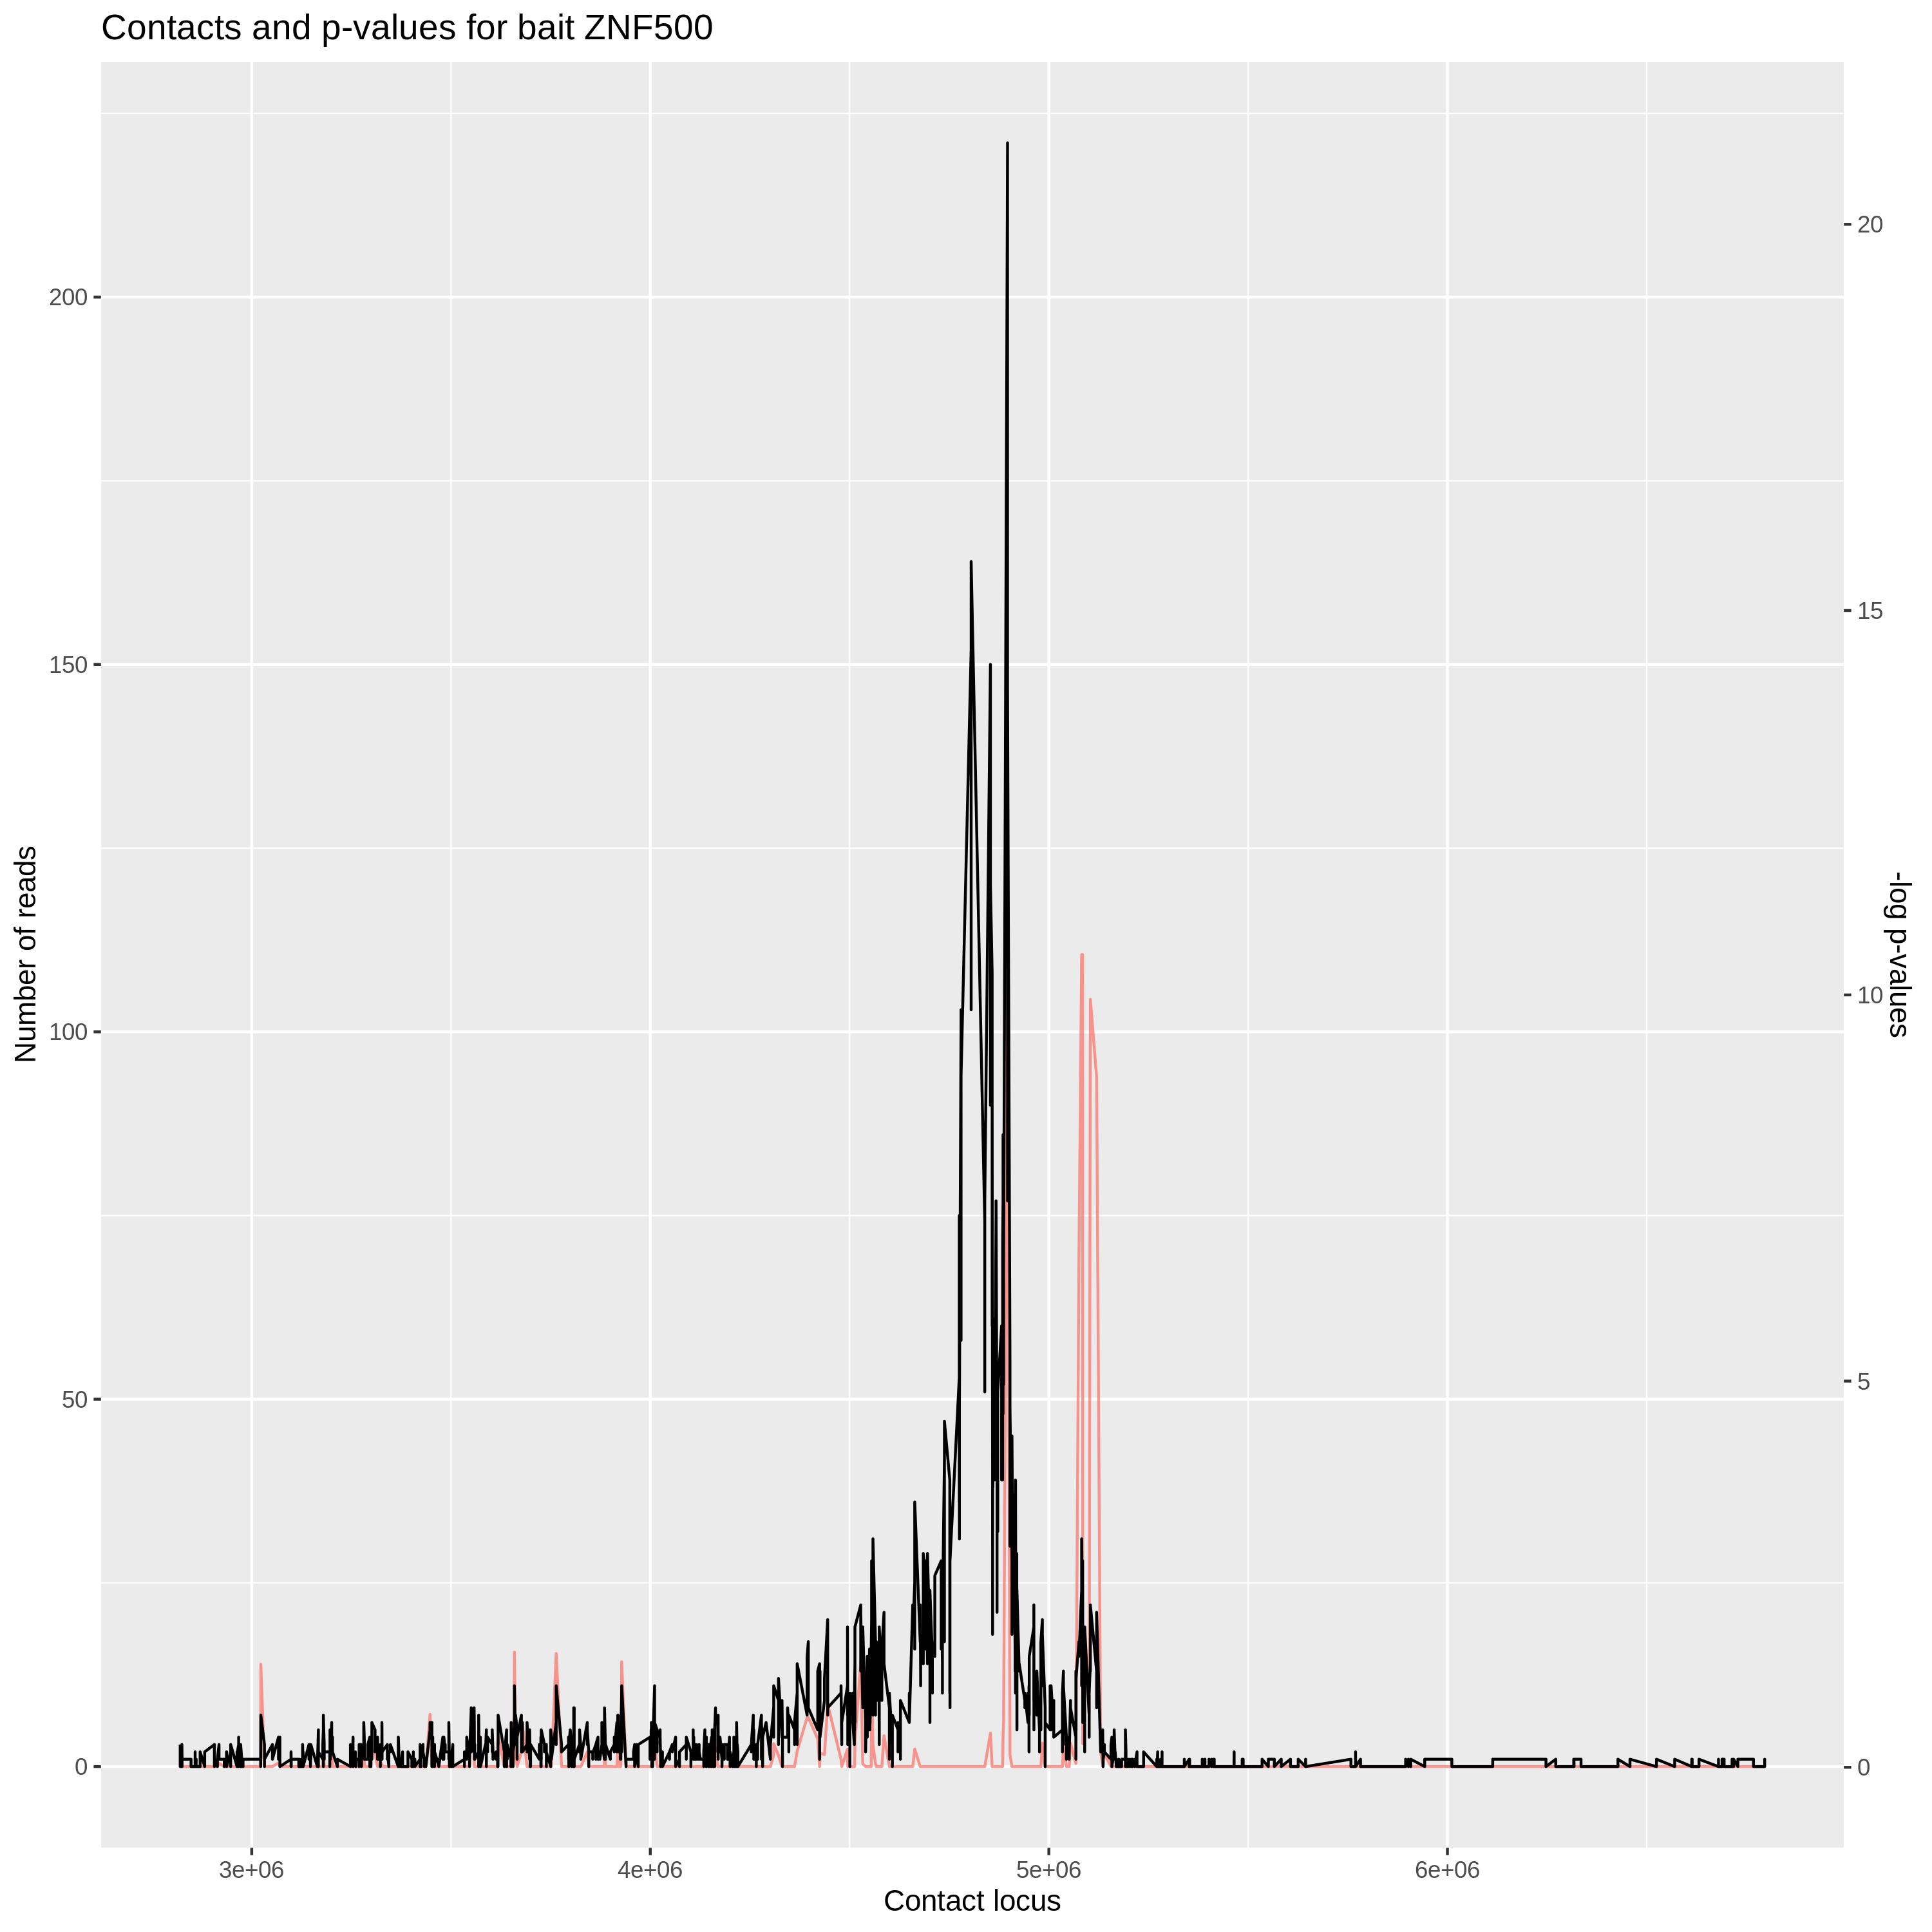 Contacts and p-values for bait ZNF500
Number of reads
200
150
100
50
0
20
15
10
5
0
-log p-values
3e+06
4e+06
5e+06
6e+06
Contact locus